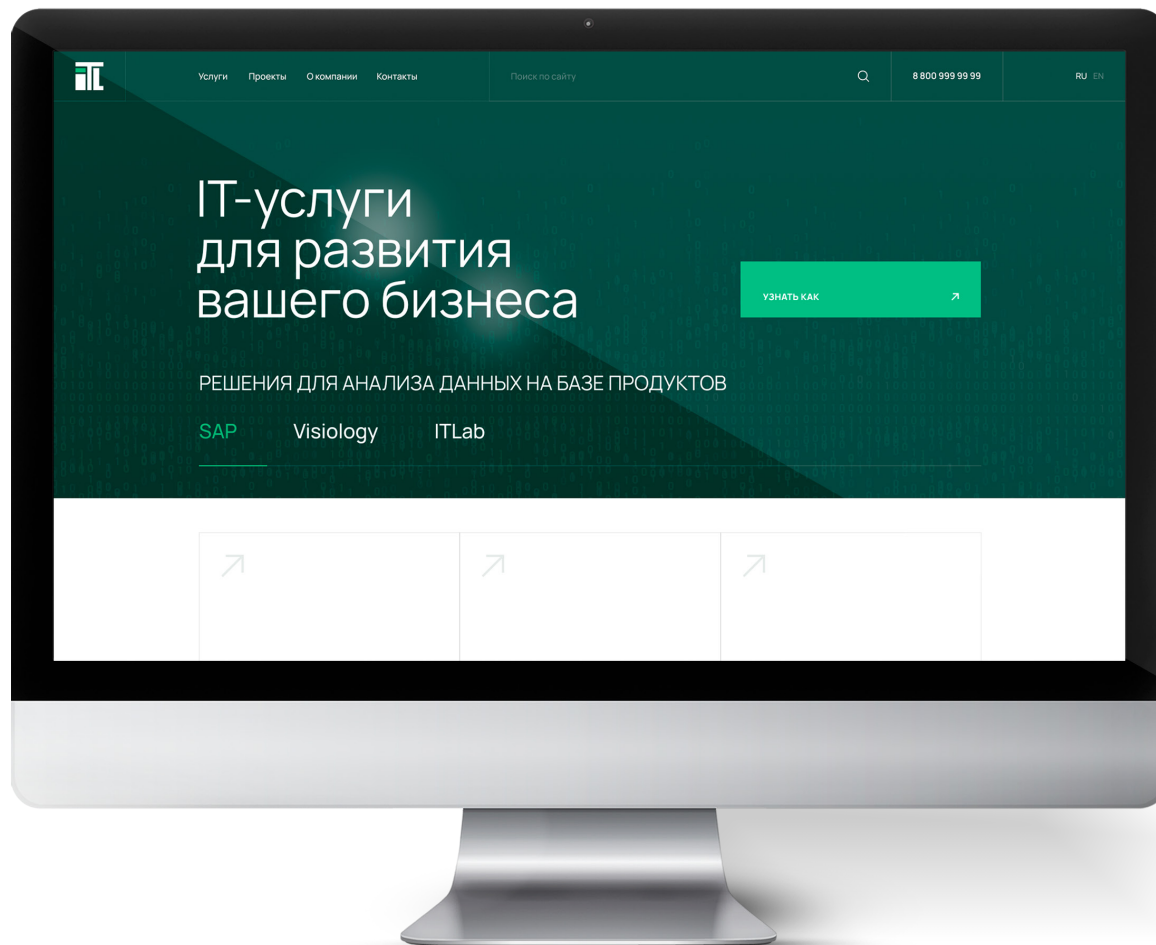 iTL
Услуги Проекты О компании Контакты Поиск по сайту 8 800 999 99 99 RU EN
IT-услуги
для развития
вашего бизнеса
УЗНАТЬ КАК
РЕШЕНИЯ ДЛЯ АНАЛИЗА ДАННЫХ НА БАЗЕ ПРОДУКТОВ
SAP Visiology ITLab